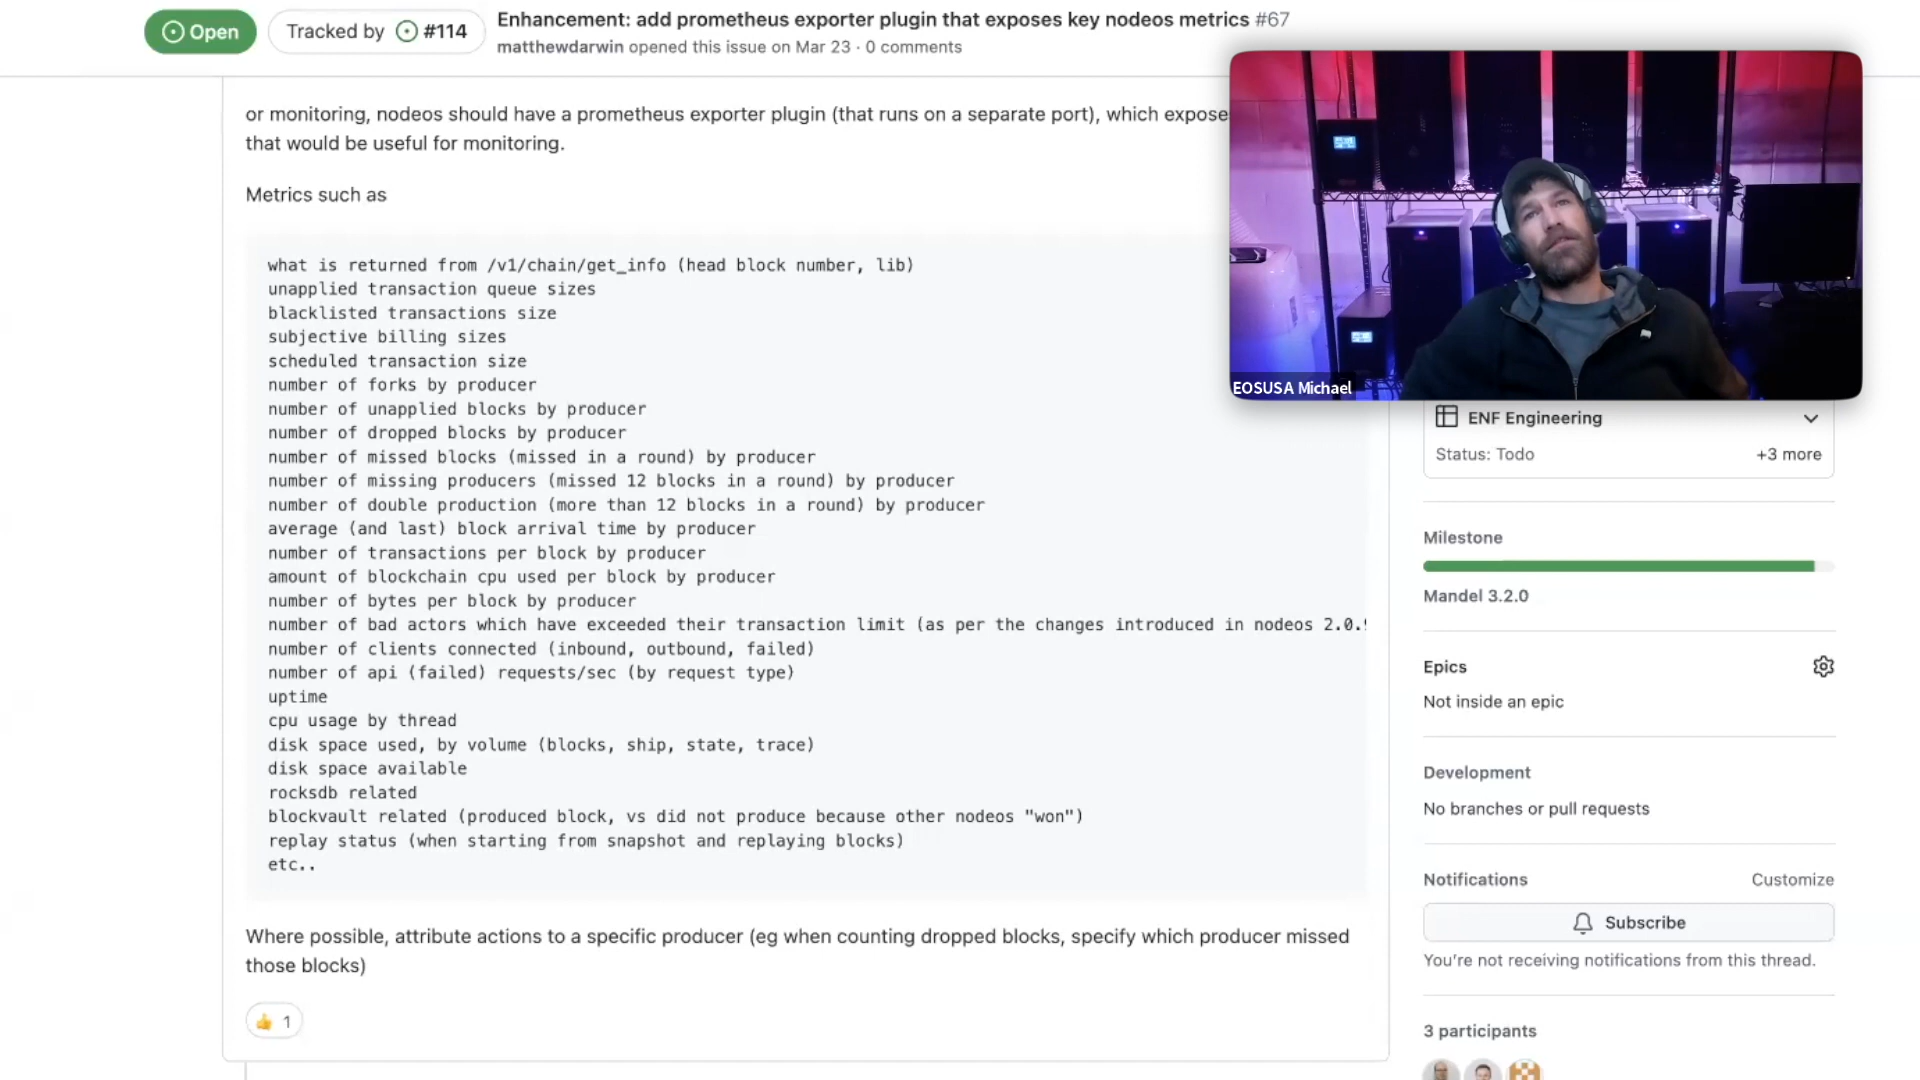 Open
Tracked by #114
Enhancement: add prometheus exporter plugin that exposes key nodeos metrics #67
matthewdarwin opened this issue on Mar 23 · 0 comments
or monitoring, nodeos should have a prometheus exporter plugin (that runs on a separate port), which expose
that would be useful for monitoring.
Metrics such as
what is returned from /v1/chain/get_info (head block number, lib)
unapplied transaction queue sizes
blacklisted transactions size
subjective billing sizes
scheduled transaction size
number of forks by producer
number of unapplied blocks by producer
number of dropped blocks by producer
number of missed blocks (missed in a round) by producer
number of missing producers (missed 12 blocks in a round) by producer
number of double production (more than 12 blocks in a round) by producer
average (and last) block arrival time by producer
number of transactions per block by producer
amount of blockchain cpu used per block by producer
number of bytes per block by producer
number of bad actors which have exceeded their transaction limit (as per the changes introduced in nodeos 2.0.
number of clients connected (inbound, outbound, failed)
number of api (failed) requests/sec (by request type)
uptime
cpu usage by thread
disk space used, by volume (blocks, ship, state, trace)
disk space available
rocksdb related
blockvault related (produced block, vs did not produce because other nodeos "won")
replay status (when starting from snapshot and replaying blocks)
etc..
Where possible, attribute actions to a specific producer (eg when counting dropped blocks, specify which producer missed
those blocks)
👍 1
EOSUSA Michael
ENF Engineering
Status: Todo +3 more
Milestone
Mandel 3.2.0
Epics
Not inside an epic
Development
No branches or pull requests
Notifications Customize
Subscribe
You're not receiving notifications from this thread.
3 participants